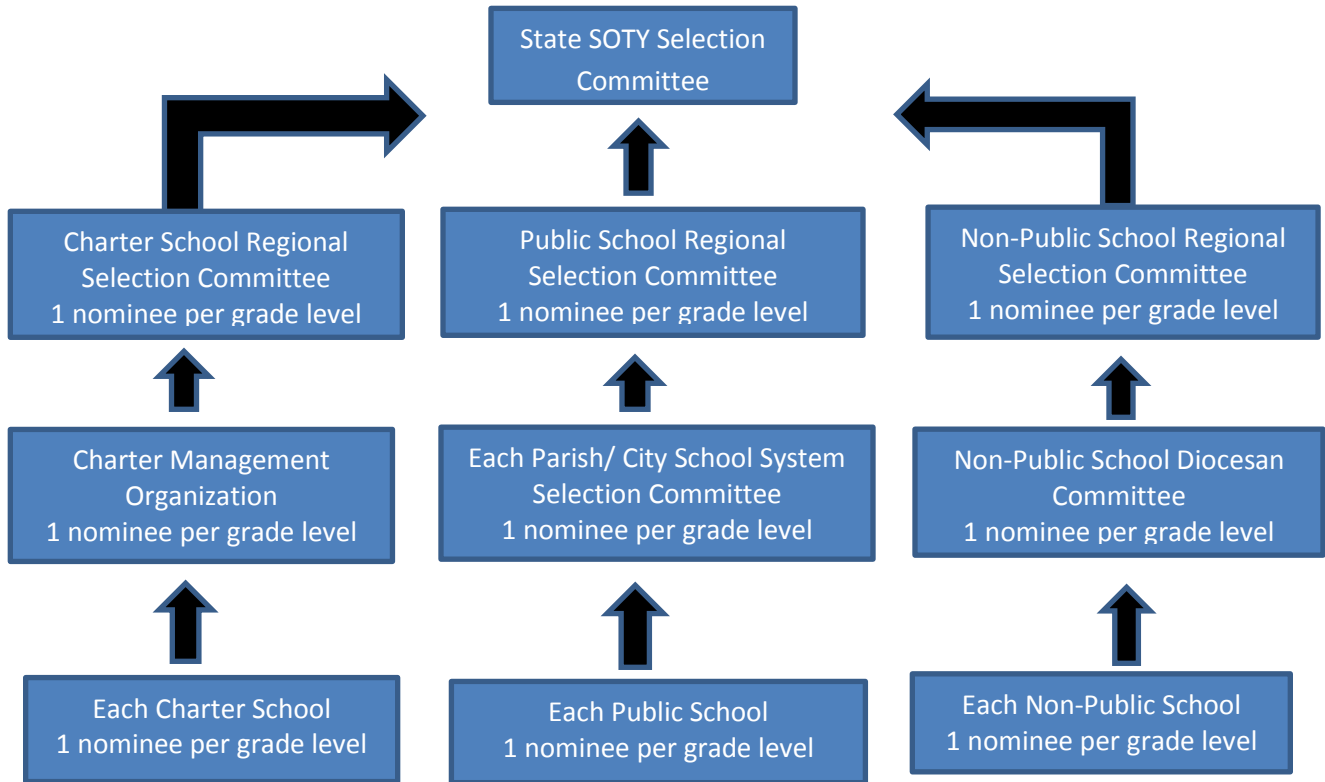 State SOTY Selection
Committee
Charter School Regional
Selection Committee
1 nominee per grade level
Public School Regional
Selection Committee
1 nominee per grade level
Non-Public School Regional
Selection Committee
1 nominee per grade level
Charter Management
Organization
1 nominee per grade level
Each Parish/ City School System
Selection Committee
1 nominee per grade level
Non-Public School Diocesan
Committee
1 nominee per grade level
Each Charter School
1 nominee per grade level
Each Public School
1 nominee per grade level
Each Non-Public School
1 nominee per grade level